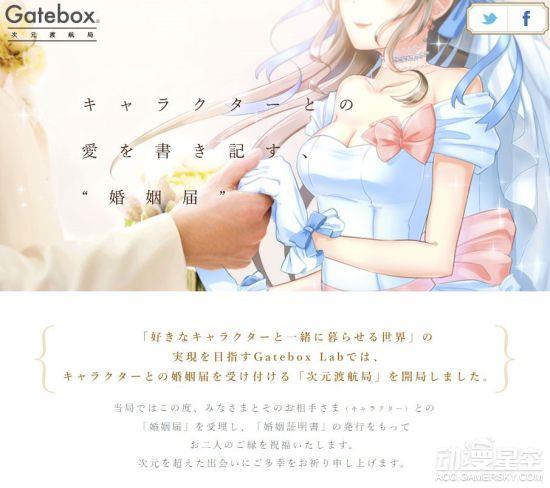 Gatebox®
次元渡航局
キャラクターとの
愛を書き記す、
“婚姻届”
「好きなキャラクターと一緒に暮らせる世界」の
実現を目指すGatebox Labでは、
キャラクターとの婚姻届を受け付ける「次元渡航局」を開局しました。
当局ではこの度、みなさまとそのお相手さま（キャラクター）との
「婚姻届」を受理し、「婚姻証明書」の発行をもって
お二人のご縁を祝福いたします。
次元を超えた出会いにご多幸をお祈り申し上げます。
动漫星空
ACG.GAMERSKY.COM